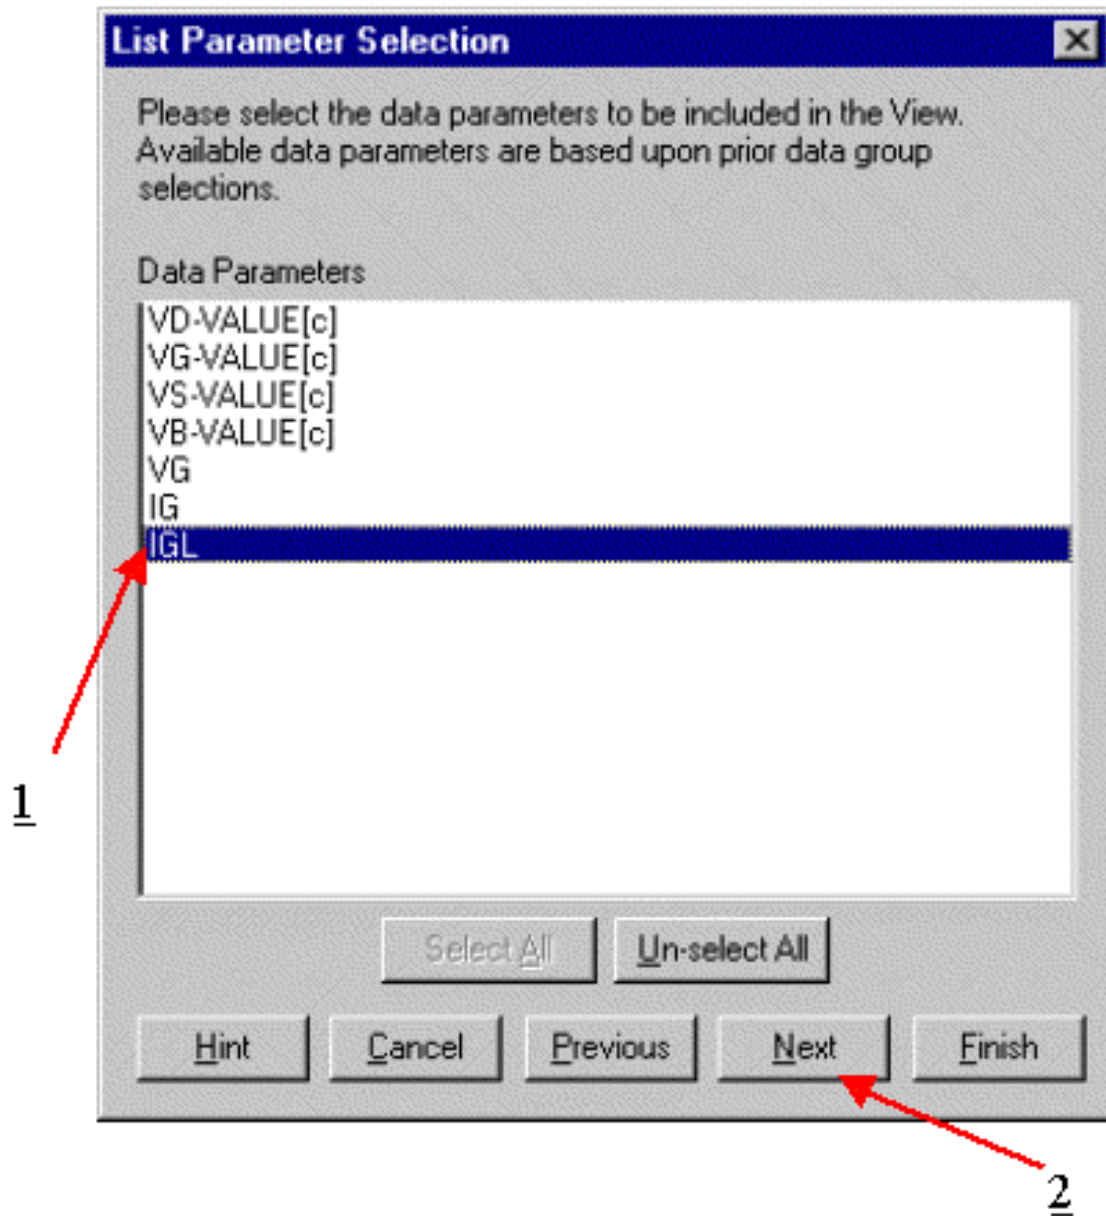 List Parameter Selection
Please select the data parameters to be included in the View.
Available data parameters are based upon prior data group
selections.
Data Parameters
VD-VALUE[c]
VG-VALUE[c]
VS-VALUE[c]
VB-VALUE[c]
VG
IG
IGL
1
Select All Un-select All
Hint Cancel Previous Next Finish
2